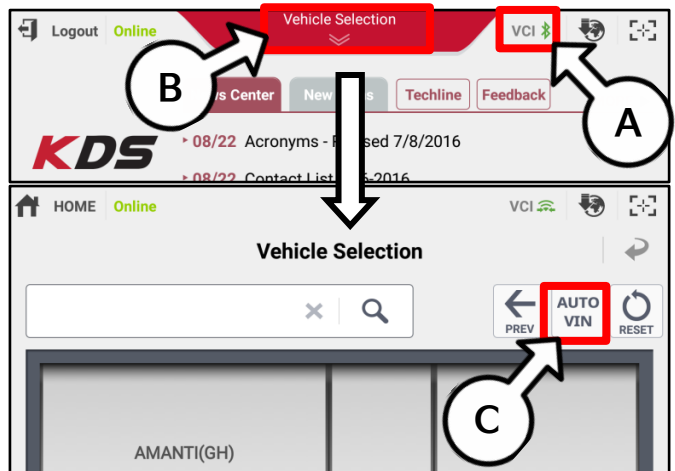 Vehicle Selection
Logout Online VCI
B
A
Center New Techline Feedback
KDS
08/22 Acronyms - 7/8/2016
08/22 Contact List -2016
HOME Online VCI
Vehicle Selection
PREV AUTO VIN RESET
C
AMANTI(GH)